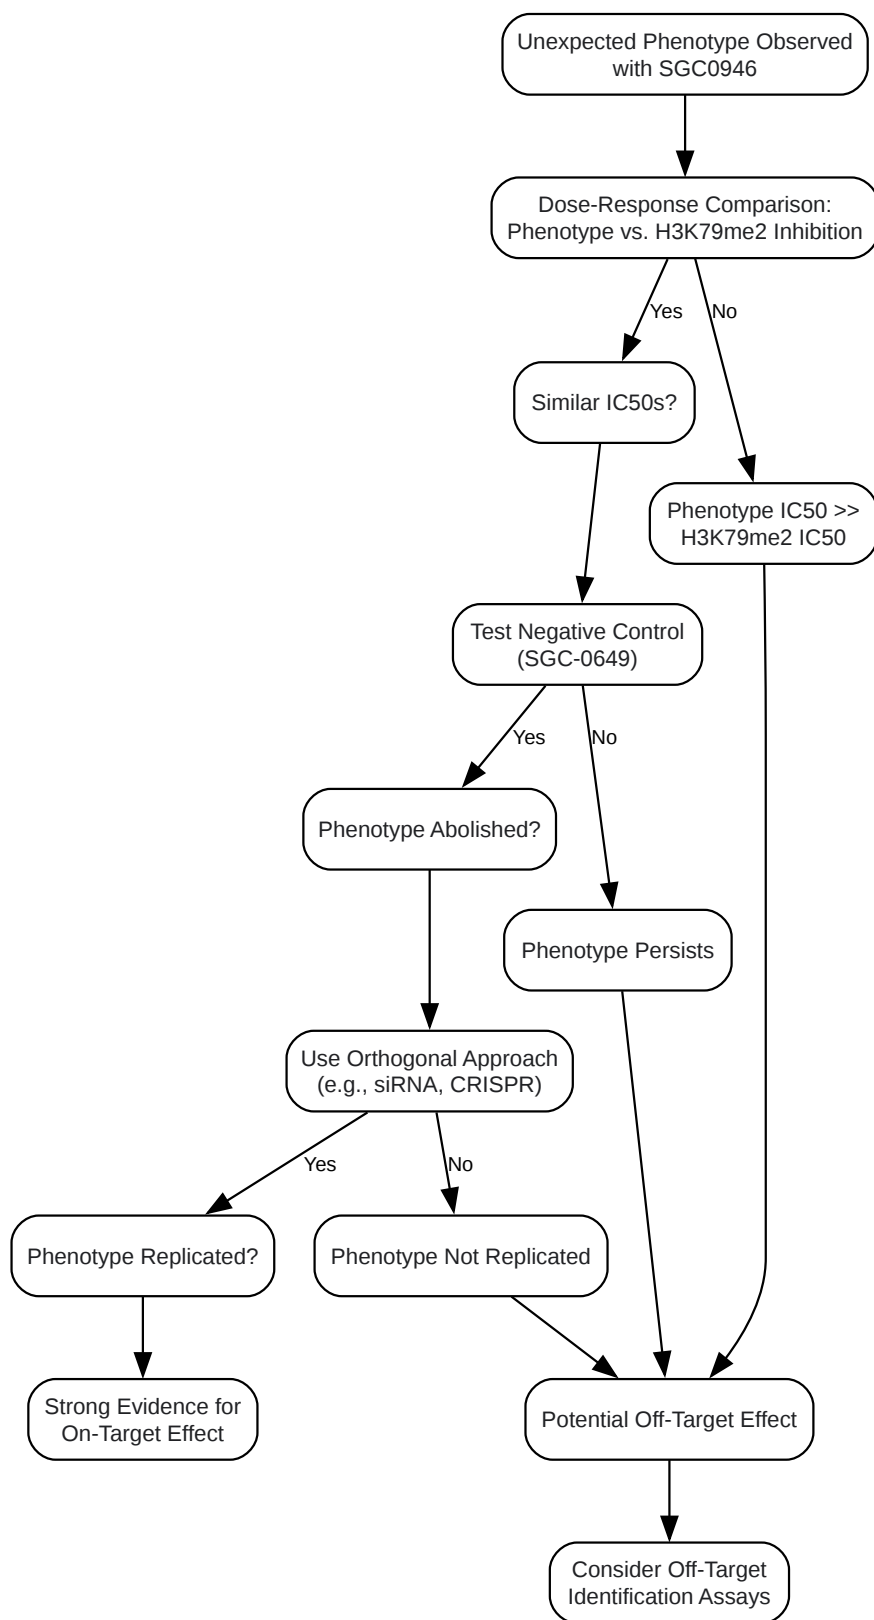 Unexpected Phenotype Observed
with SGC0946
Dose-Response Comparison:
Phenotype vs. H3K79me2 Inhibition
Yes
No
Similar IC50s?
Phenotype IC50 >>
H3K79me2 IC50
Test Negative Control
(SGC-0649)
Yes
No
Phenotype Abolished?
Phenotype Persists
Use Orthogonal Approach
(e.g., siRNA, CRISPR)
Yes
No
Phenotype Replicated?
Phenotype Not Replicated
Strong Evidence for
On-Target Effect
Potential Off-Target Effect
Consider Off-Target
Identification Assays